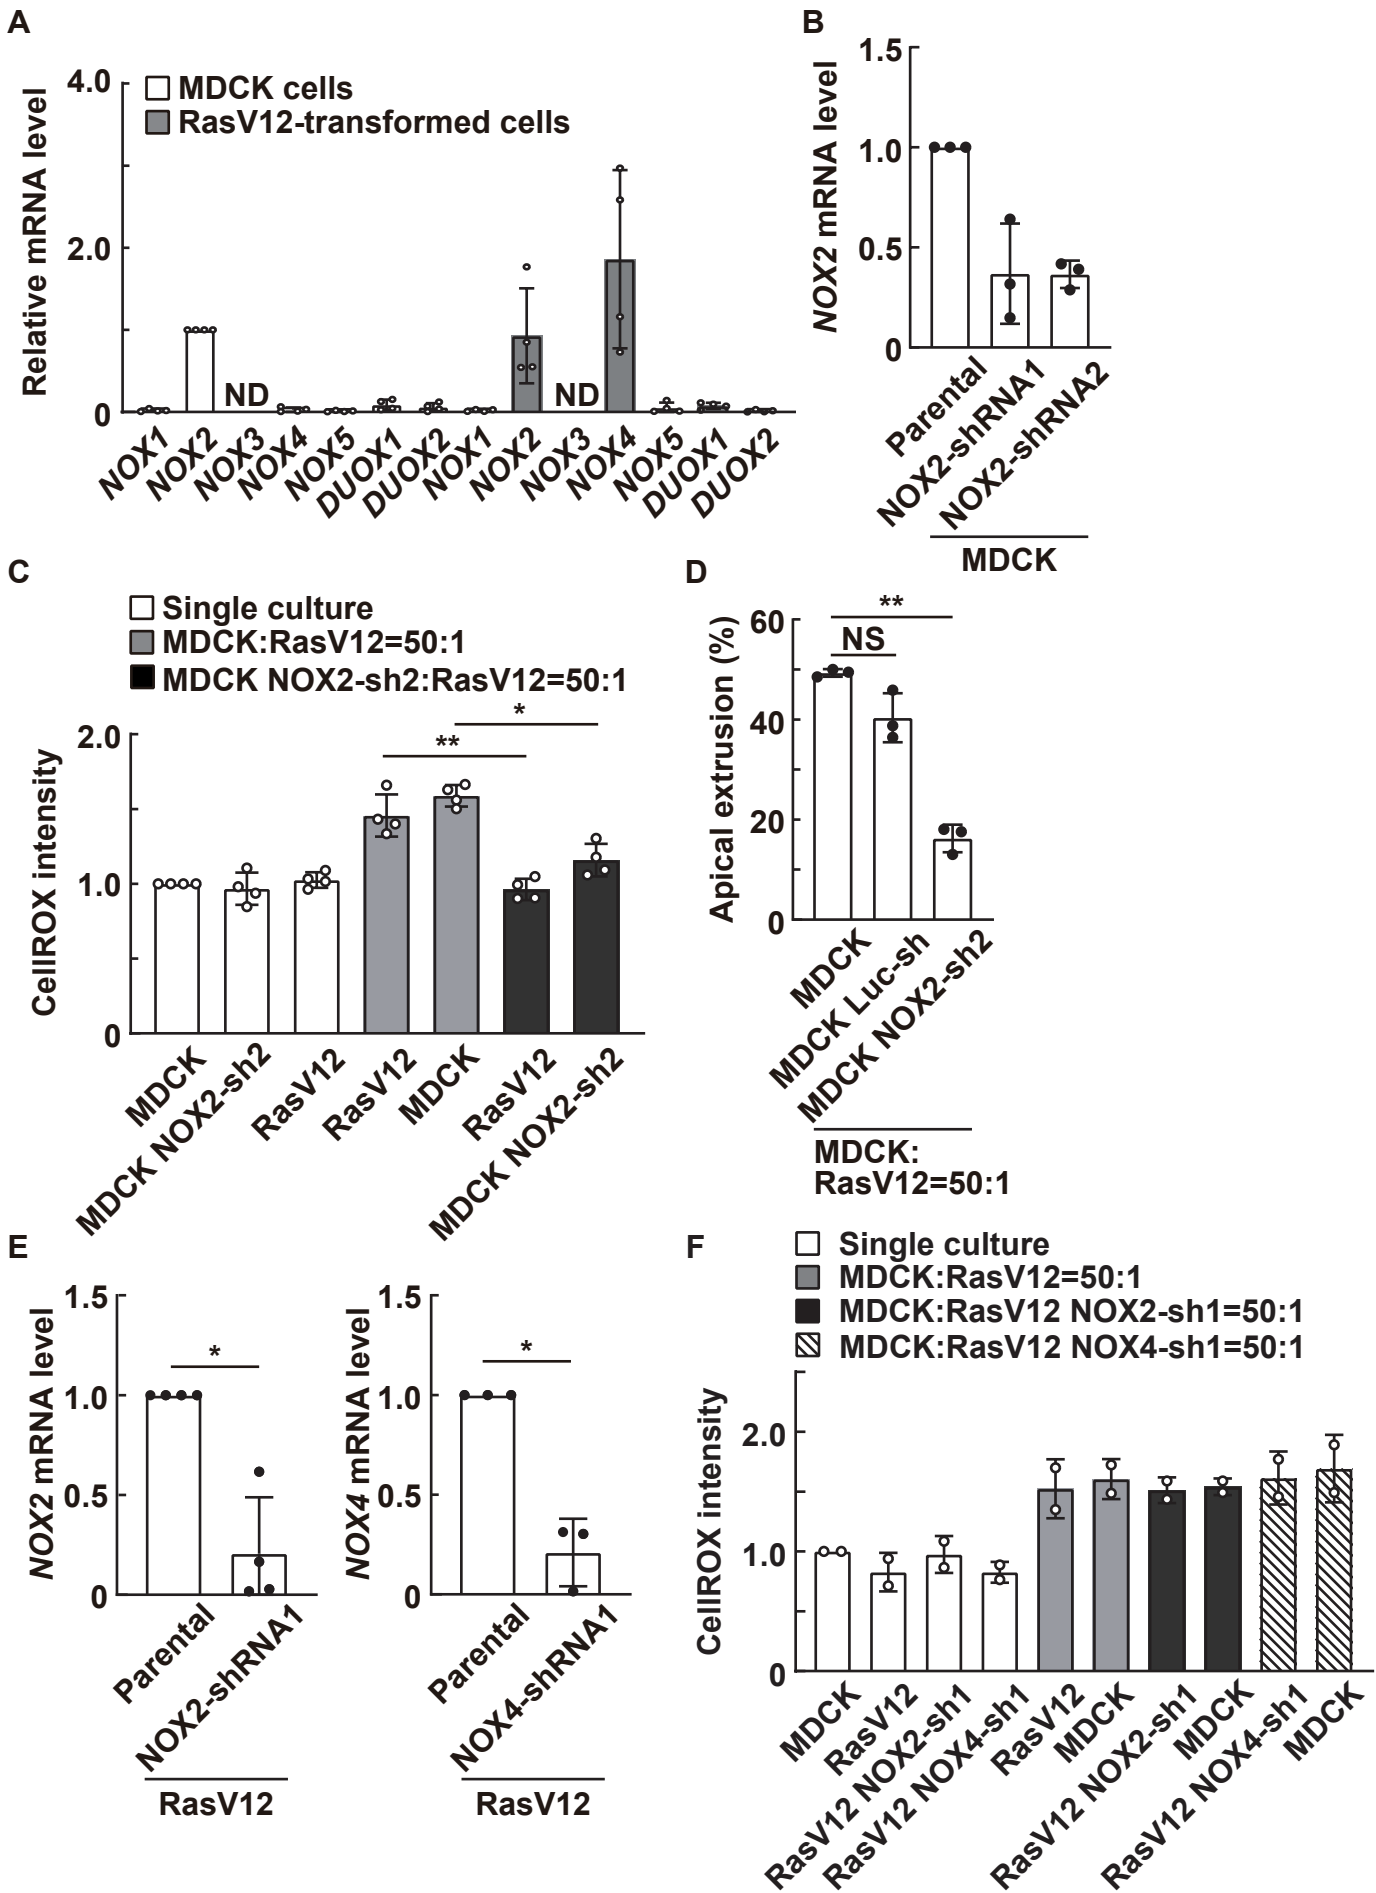 A
Relative mRNA level
4.0
2.0
0
MDCK cells
RasV12-transformed cells
ND
ND
NOX1
NOX2
NOX3
NOX4
NOX5
DUOX1
DUOX2
NOX1
NOX2
NOX3
NOX4
NOX5
DUOX1
DUOX2
B
NOX2 mRNA level
1.5
1.0
0.5
0
Parental
NOX2-shRNA1
NOX2-shRNA2
MDCK
C
Single culture
MDCK:RasV12=50:1
MDCK NOX2-sh2:RasV12=50:1
CellROX intensity
2.0
1.0
0
**
*
MDCK
MDCK NOX2-sh2
RasV12
RasV12
MDCK
RasV12
MDCK NOX2-sh2
D
Apical extrusion (%)
60
40
20
0
**
NS
MDCK
MDCK Luc-sh
MDCK NOX2-sh2
MDCK:
RasV12=50:1
E
NOX2 mRNA level
1.5
1.0
0.5
0
*
Parental
NOX2-shRNA1
RasV12
NOX4 mRNA level
1.5
1.0
0.5
0
*
Parental
NOX4-shRNA1
RasV12
F
Single culture
MDCK:RasV12=50:1
MDCK:RasV12 NOX2-sh1=50:1
MDCK:RasV12 NOX4-sh1=50:1
CellROX intensity
2.0
1.0
0
MDCK
RasV12
RasV12 NOX2-sh1
RasV12 NOX4-sh1
RasV12
MDCK
RasV12 NOX2-sh1
MDCK
RasV12 NOX4-sh1
MDCK